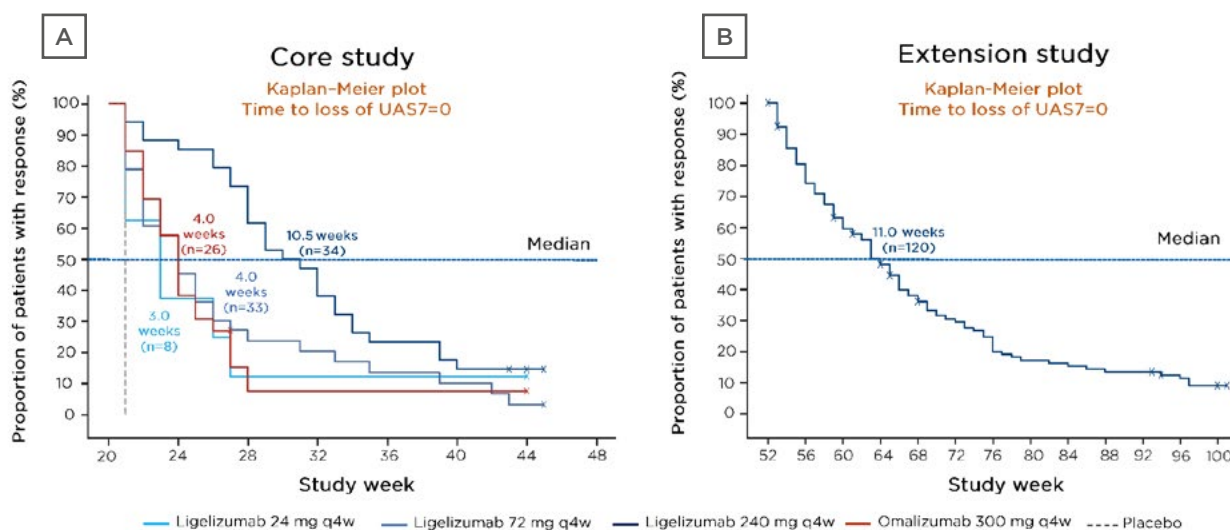 A
Core study
Kaplan–Meier plot
Time to loss of UAS7=0
Proportion of patients with response (%)
100
90
80
70
60
50
40
30
20
10
0
4.0
weeks
(n=26)
10.5 weeks
(n=34)
Median
4.0
weeks
(n=33)
3.0
weeks
(n=8)
20 24 28 32 36 40 44 48
Study week
B
Extension study
Kaplan–Meier plot
Time to loss of UAS7=0
Proportion of patients with response (%)
100
90
80
70
60
50
40
30
20
10
0
11.0 weeks
(n=120)
Median
52 56 60 64 68 72 76 80 84 88 92 96 100
Study week
Ligelizumab 24 mg q4w Ligelizumab 72 mg q4w Ligelizumab 240 mg q4w Omalizumab 300 mg q4w Placebo